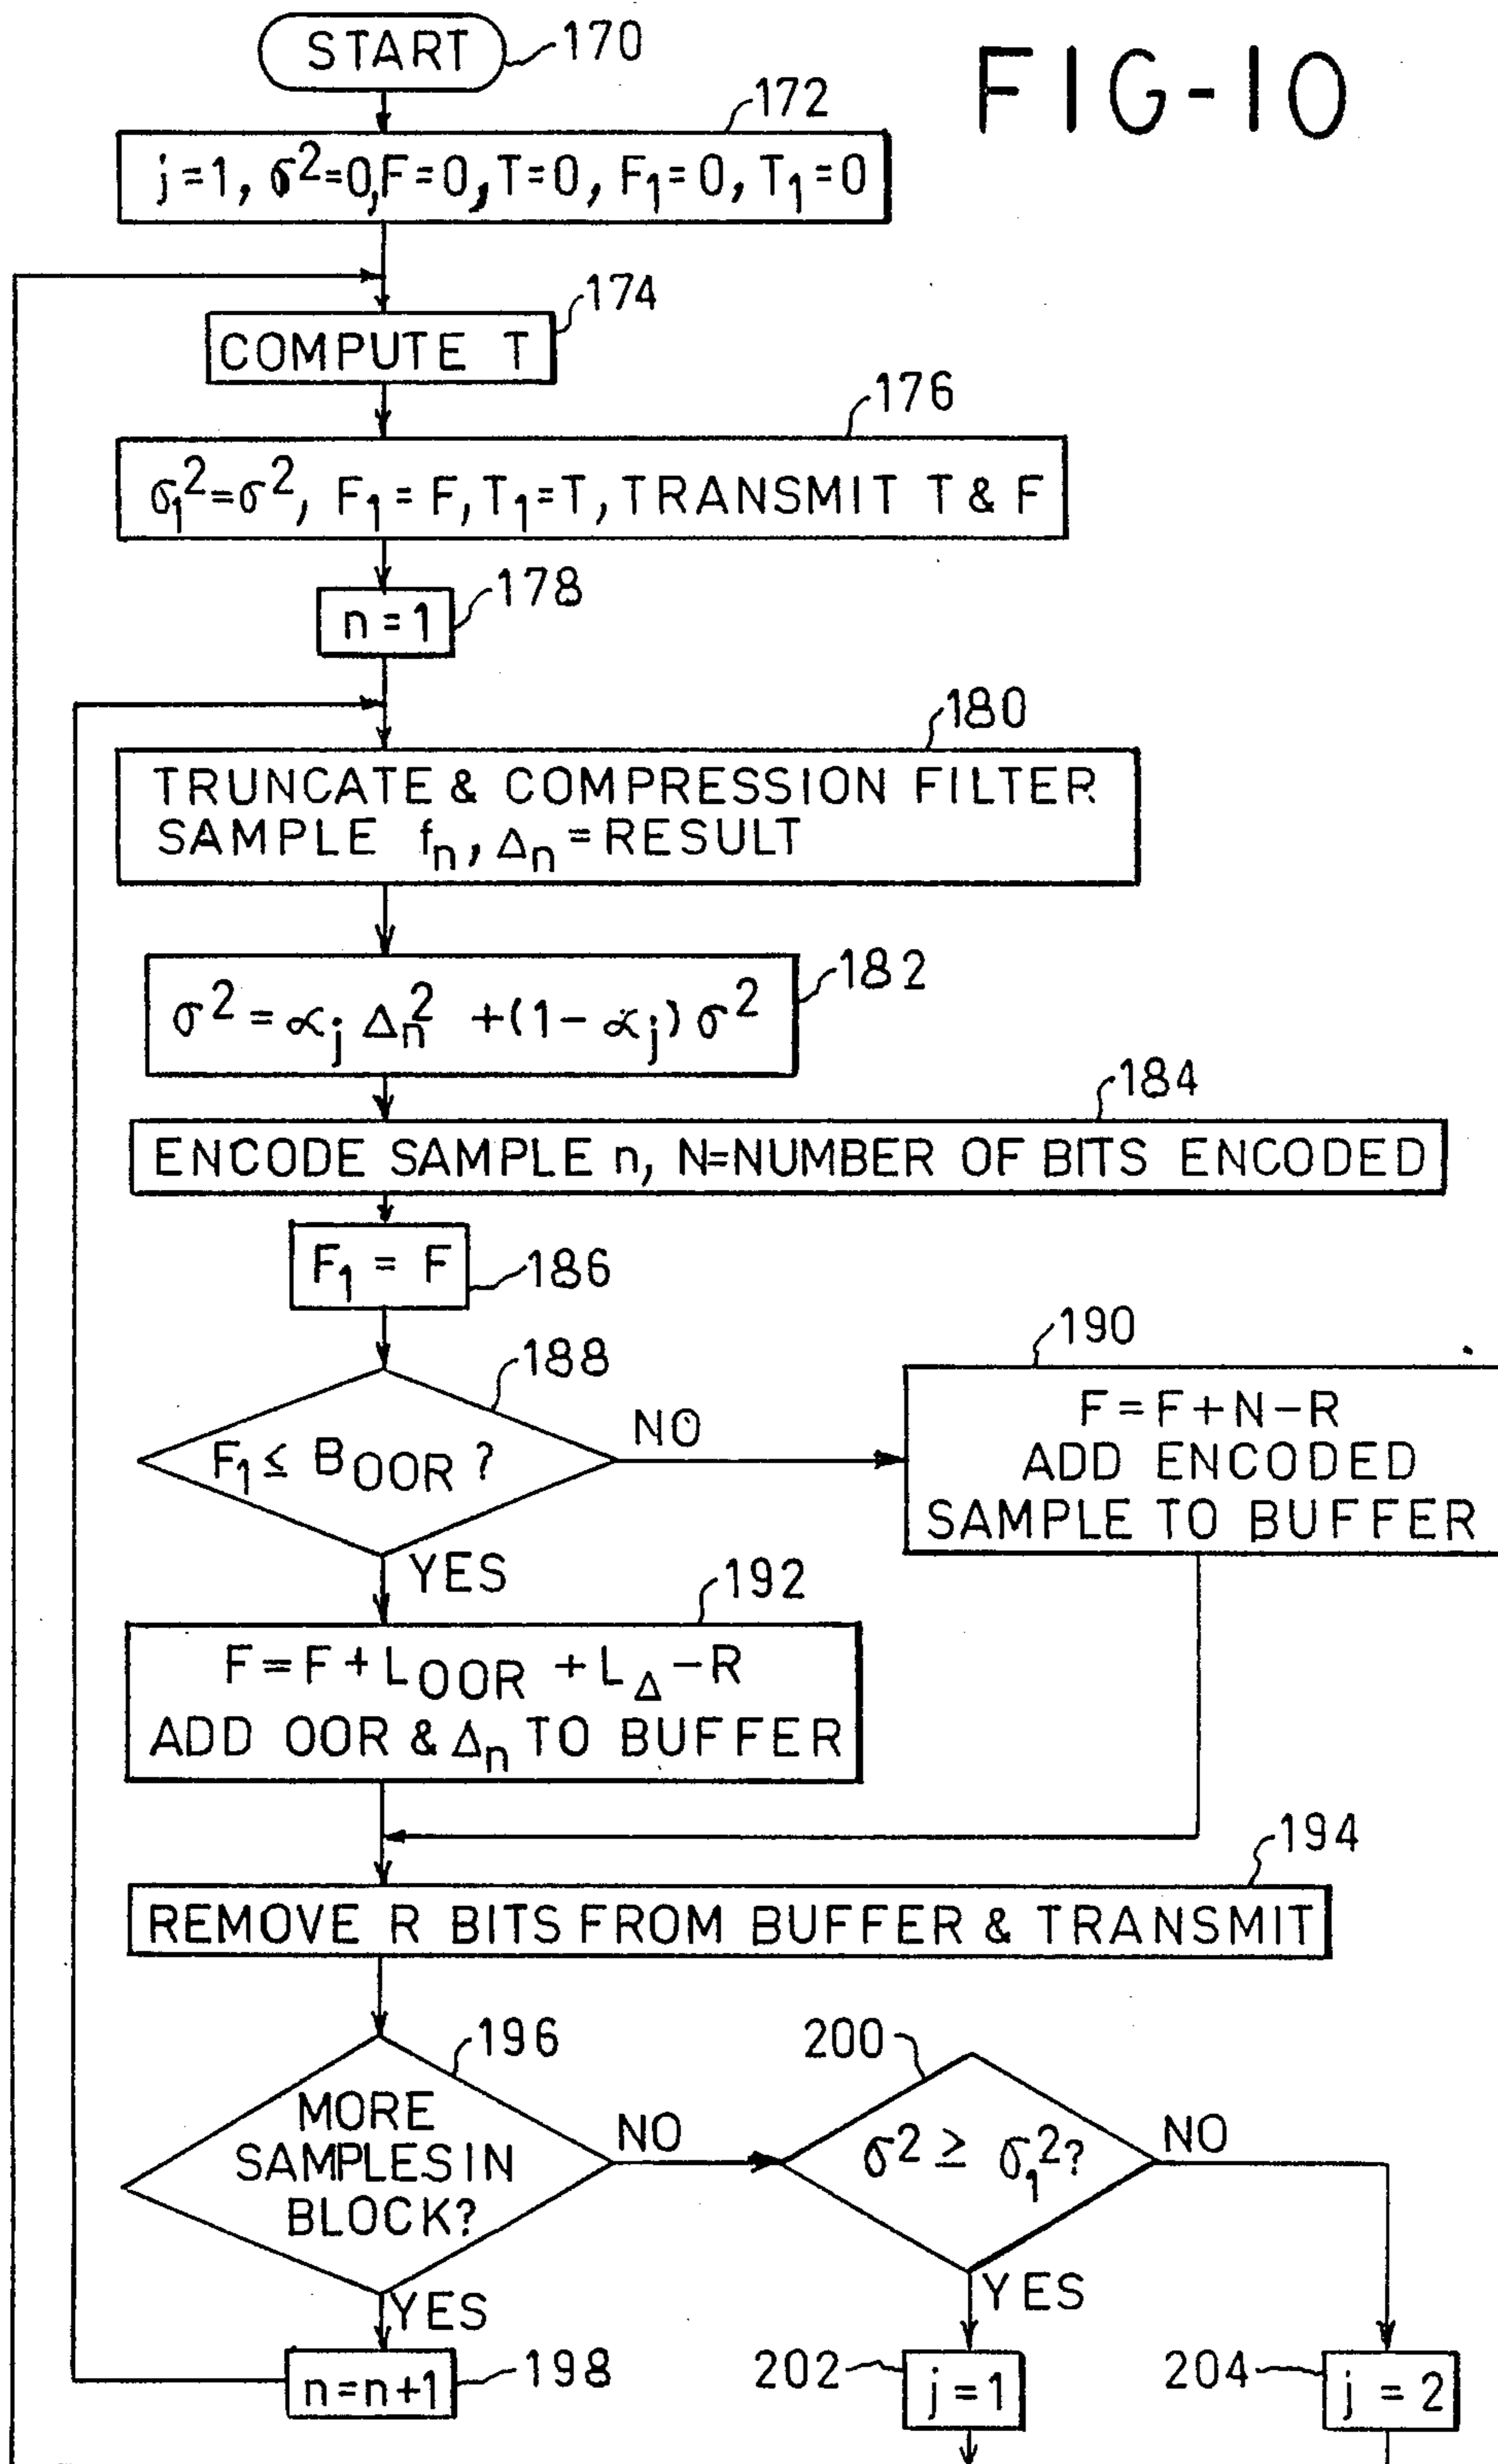 FIG-10
START 170
172
j=1, σ²=0, F=0, T=0, F₁=0, T₁=0
174
COMPUTE T
176
σ₁²=σ², F₁=F, T₁=T, TRANSMIT T & F
178
n=1
180
TRUNCATE & COMPRESSION FILTER
SAMPLE fₙ, Δₙ=RESULT
182
σ²=αⱼ Δₙ² +(1-αⱼ) σ²
184
ENCODE SAMPLE n, N=NUMBER OF BITS ENCODED
F₁ = F 186
188
F₁ ≤ B_OOR ?
NO
190
F=F+N-R
ADD ENCODED
SAMPLE TO BUFFER
YES
192
F=F+L_OOR +L_Δ-R
ADD OOR & Δₙ TO BUFFER
194
REMOVE R BITS FROM BUFFER & TRANSMIT
196
MORE
SAMPLES IN
BLOCK?
NO
200
σ² ≥ σ₁²?
NO
YES
YES
n=n+1 198
202 j=1
204 j=2